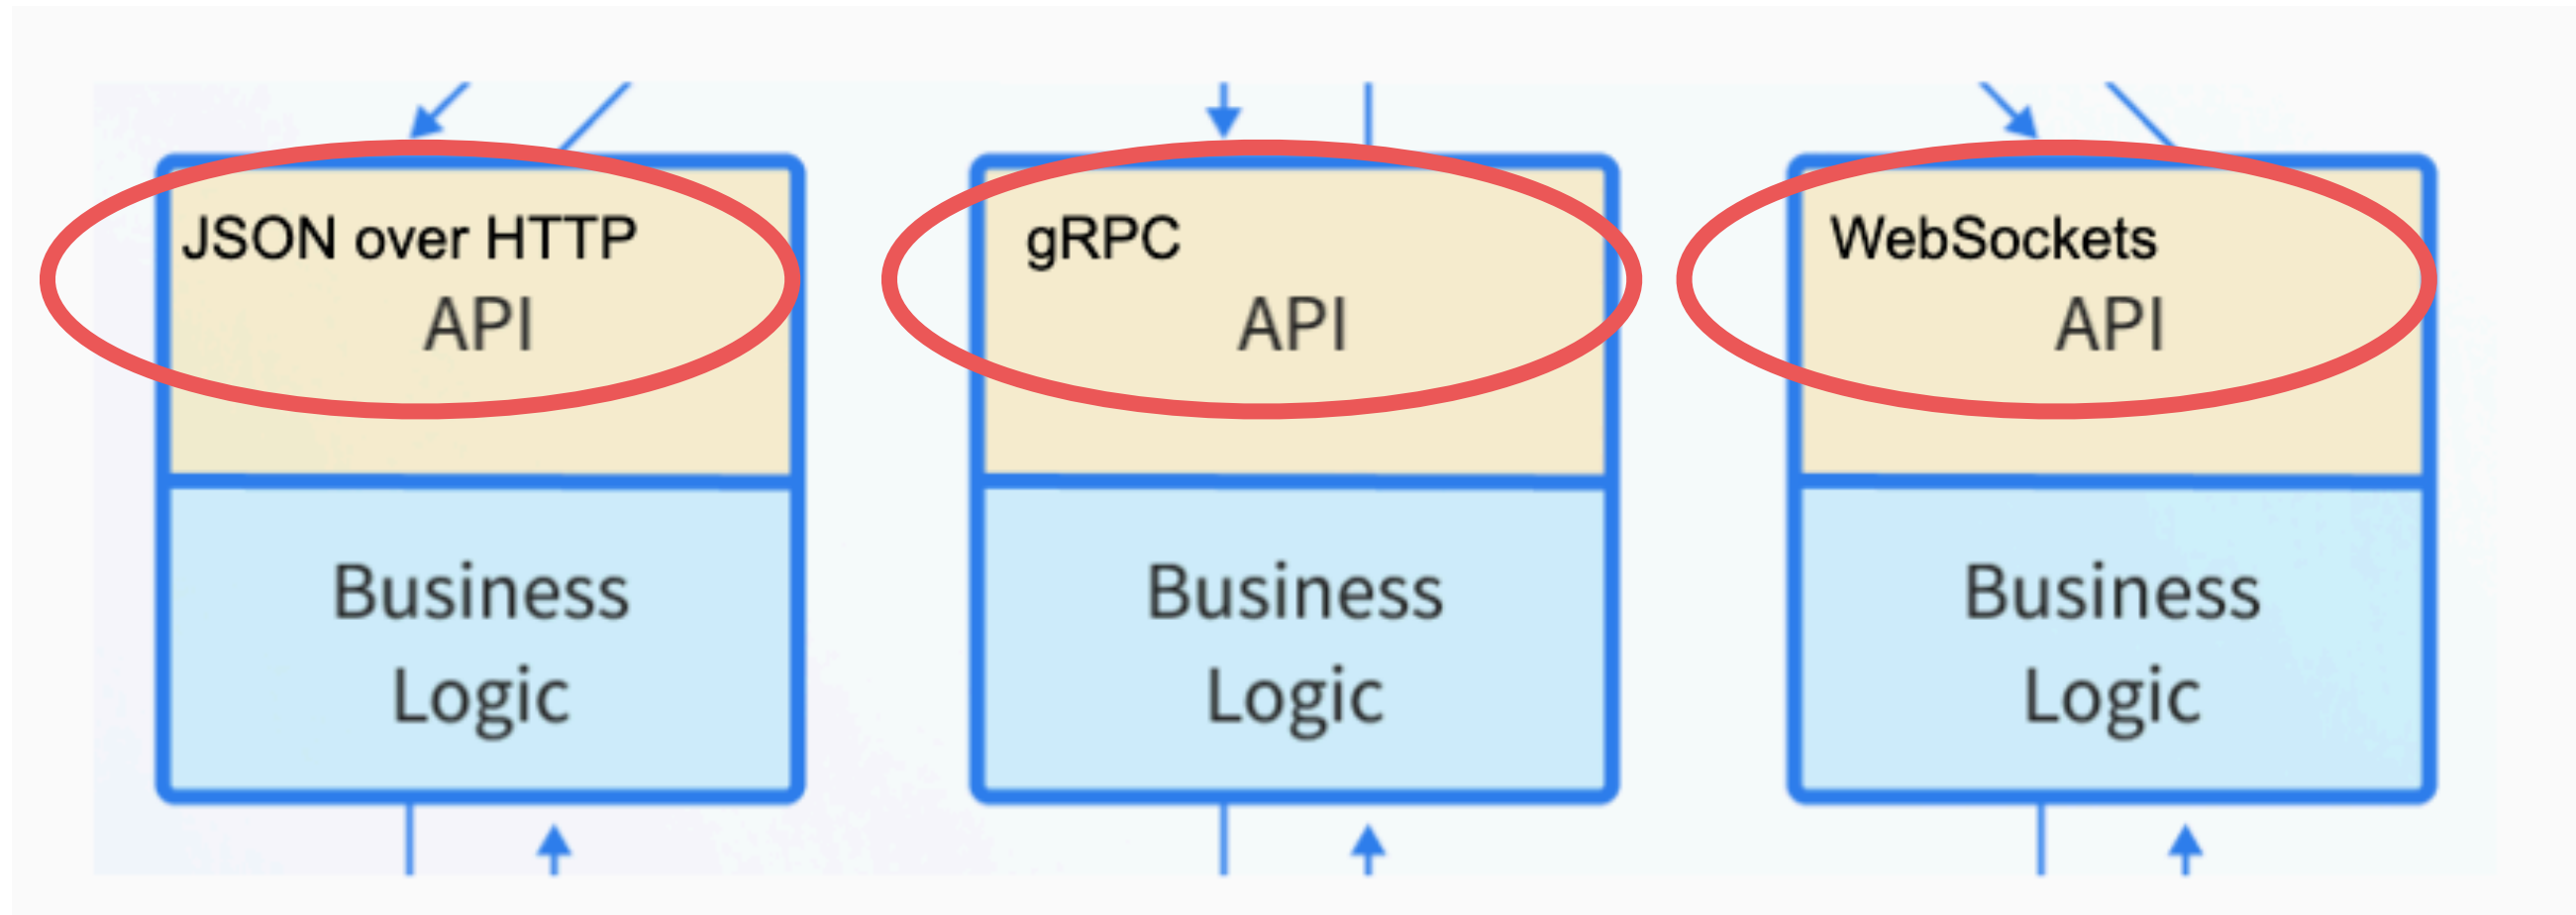 JSON over HTTP
API
Business
Logic
gRPC
API
Business
Logic
WebSockets
API
Business
Logic